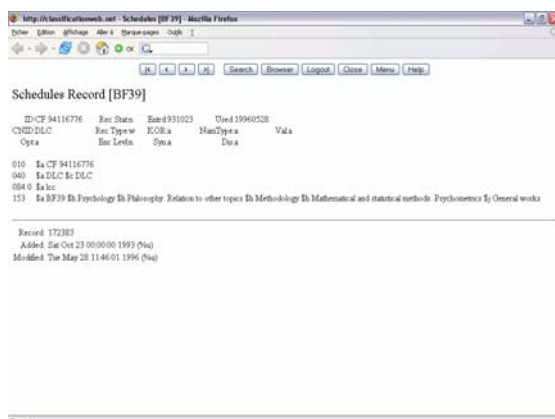 http://classificationweb.net - Schedules [BF39] - Mozilla Firefox
Fichier Édition Affichage Aller à Marque-pages Outils ?
OK G
|< < > >| Search Browser Logout Close Menu Help
Schedules Record [BF39]
ID:CF 94116776 Rec Stat:n Entrd:931023 Used:19960528
CNID:DLC Rec Type:w KOR:a NumType:a Val:a
Opt:a Enc Levl:n Syn:a Dis:a
010 $a CF 94116776
040 $a DLC $c DLC
084 0 $a lcc
153 $a BF39 $h Psychology $h Philosophy. Relation to other topics $h Methodology $h Mathematical and statistical methods. Psychometrics $j General works
Record: 172383
Added: Sat Oct 23 00:00:00 1993 (%u)
Modified: Tue May 28 11:46:01 1996 (%u)